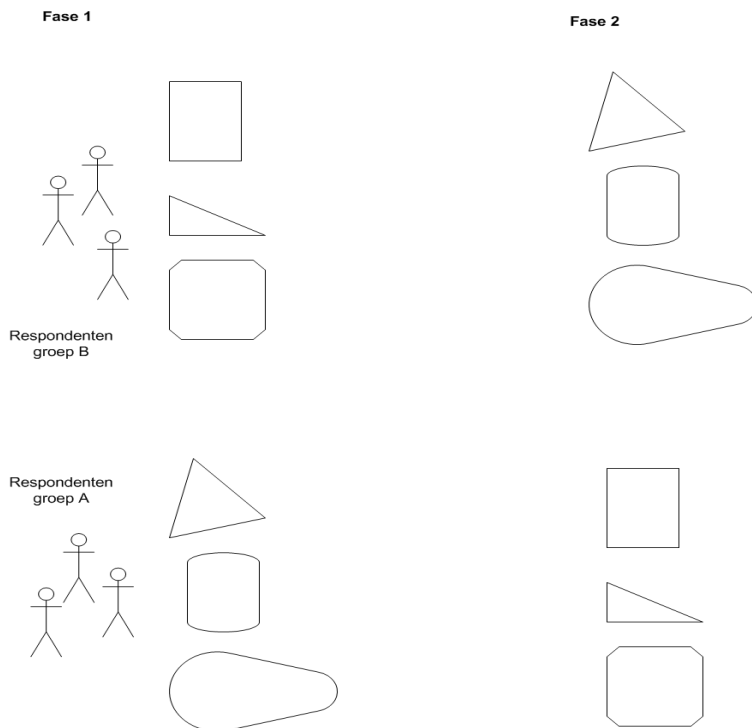 Fase 1
Fase 2
Respondenten
groep B
Respondenten
groep A